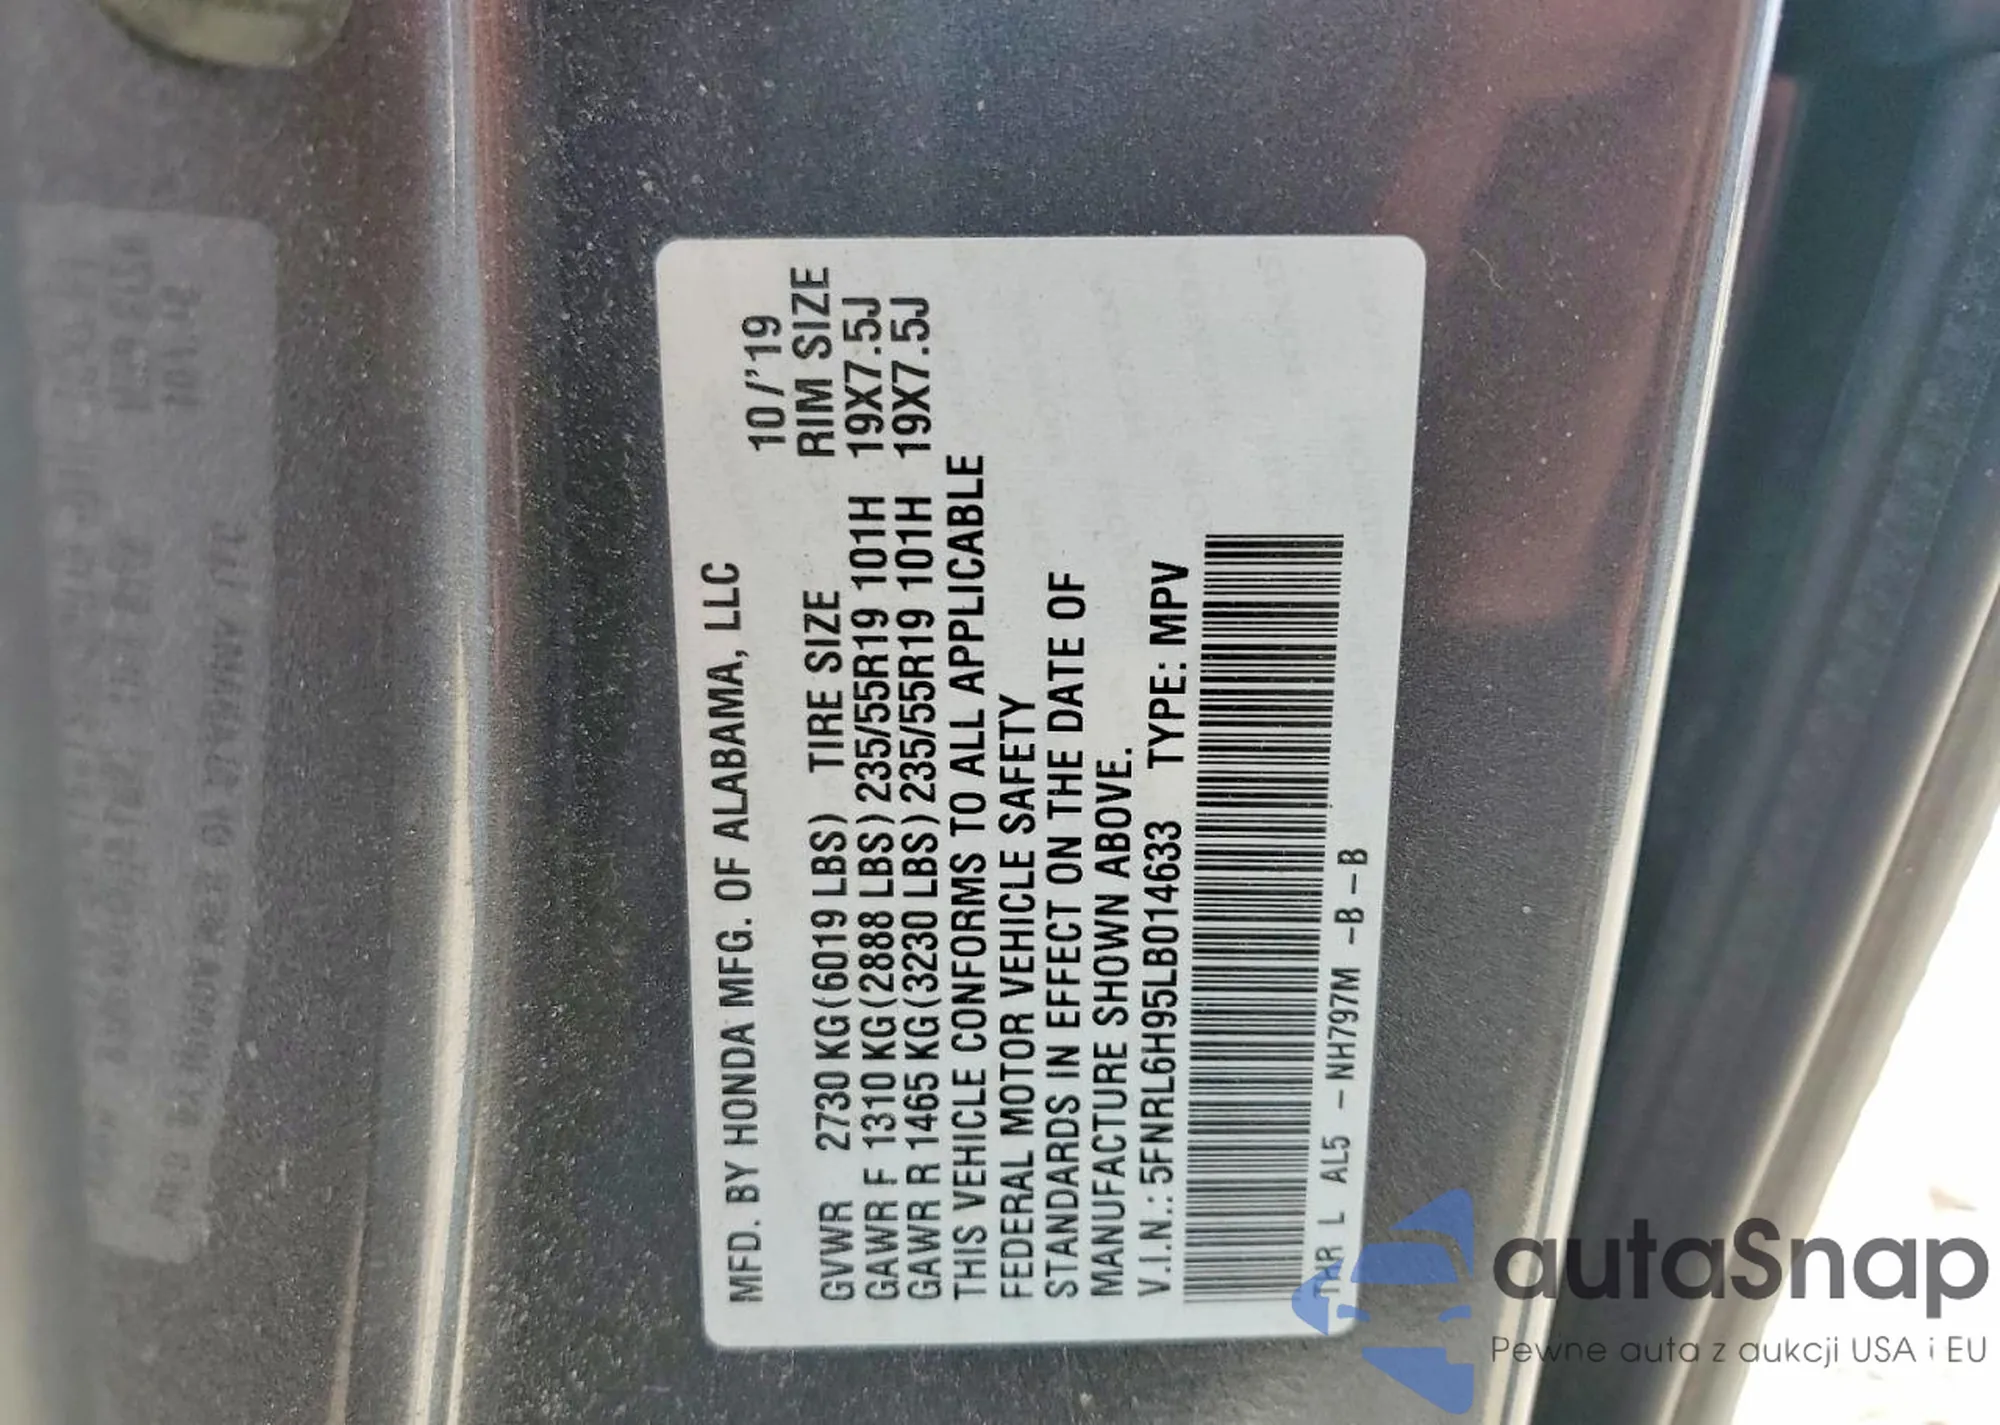 MFD. BY HONDA MFG. OF ALABAMA, LLC
10/'19
GVWR 2730 KG(6019 LBS) TIRE SIZE RIM SIZE
GAWR F 1310 KG(2888 LBS) 235/55R19 101H 19X7.5J
GAWR R 1465 KG(3230 LBS) 235/55R19 101H 19X7.5J
THIS VEHICLE CONFORMS TO ALL APPLICABLE
FEDERAL MOTOR VEHICLE SAFETY
STANDARDS IN EFFECT ON THE DATE OF
MANUFACTURE SHOWN ABOVE.
V.I.N.: 5FNRL6H95LB014633 TYPE: MPV
L AL5 -NH797M -B-B
autaSnap
Pewne auta z aukcji USA i EU